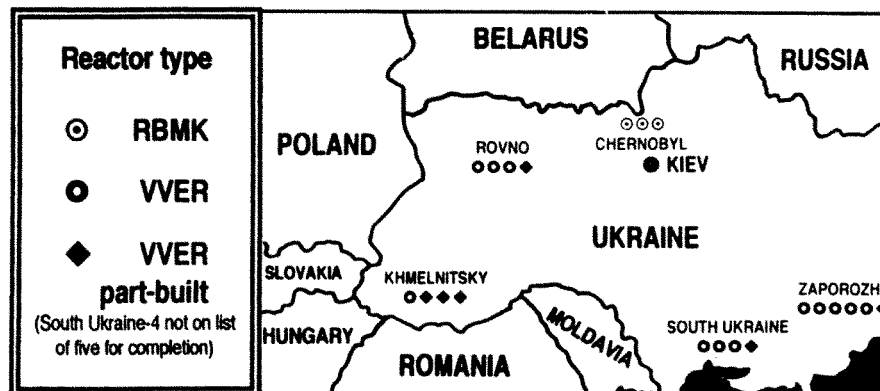 Reactor type
RBMK
VVER
VVER
part-built
(South Ukraine-4 not on list
of five for completion)
BELARUS
RUSSIA
POLAND
ROVNO
CHERNOBYL
KIEV
UKRAINE
SLOVAKIA
KHMELNITSKY
ZAPOROZH
HUNGARY
MOLDAVIA
SOUTH UKRAINE
ROMANIA